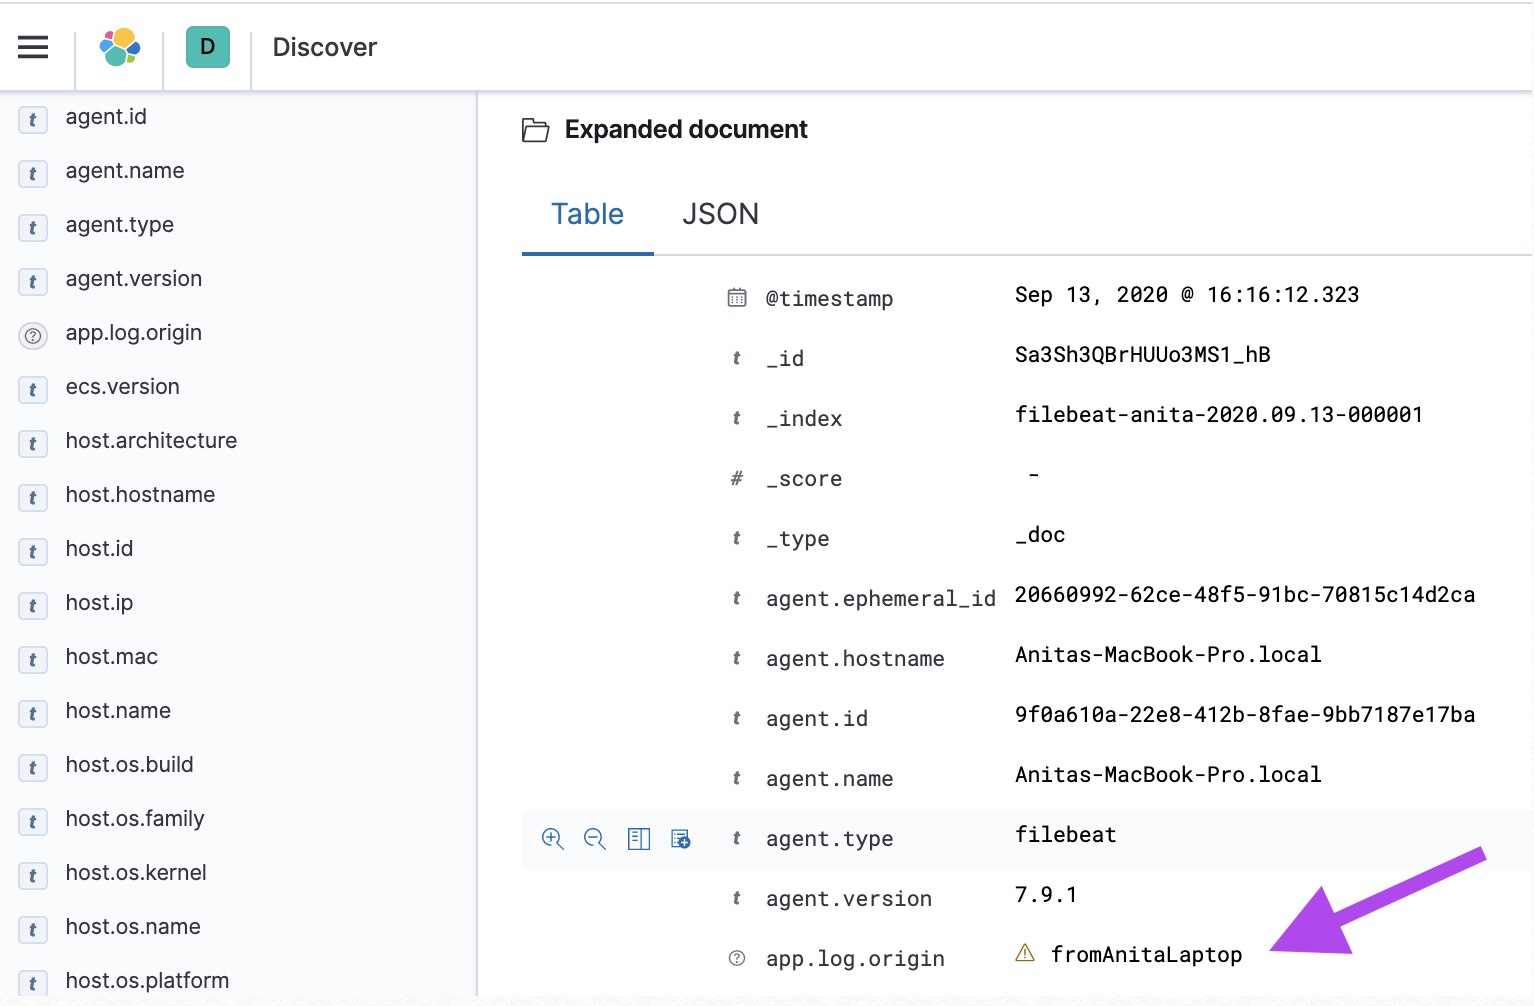 D Discover
agent.id
agent.name
agent.type
agent.version
app.log.origin
ecs.version
host.architecture
host.hostname
host.id
host.ip
host.mac
host.name
host.os.build
host.os.family
host.os.kernel
host.os.name
host.os.platform
Expanded document
Table JSON
@timestamp Sep 13, 2020 @ 16:16:12.323
t _id Sa3Sh3QBrHUUo3MS1_hB
t _index filebeat-anita-2020.09.13-000001
# _score -
t _type _doc
t agent.ephemeral_id 20660992-62ce-48f5-91bc-70815c14d2ca
t agent.hostname Anitas-MacBook-Pro.local
t agent.id 9f0a610a-22e8-412b-8fae-9bb7187e17ba
t agent.name Anitas-MacBook-Pro.local
t agent.type filebeat
t agent.version 7.9.1
? app.log.origin fromAnitaLaptop